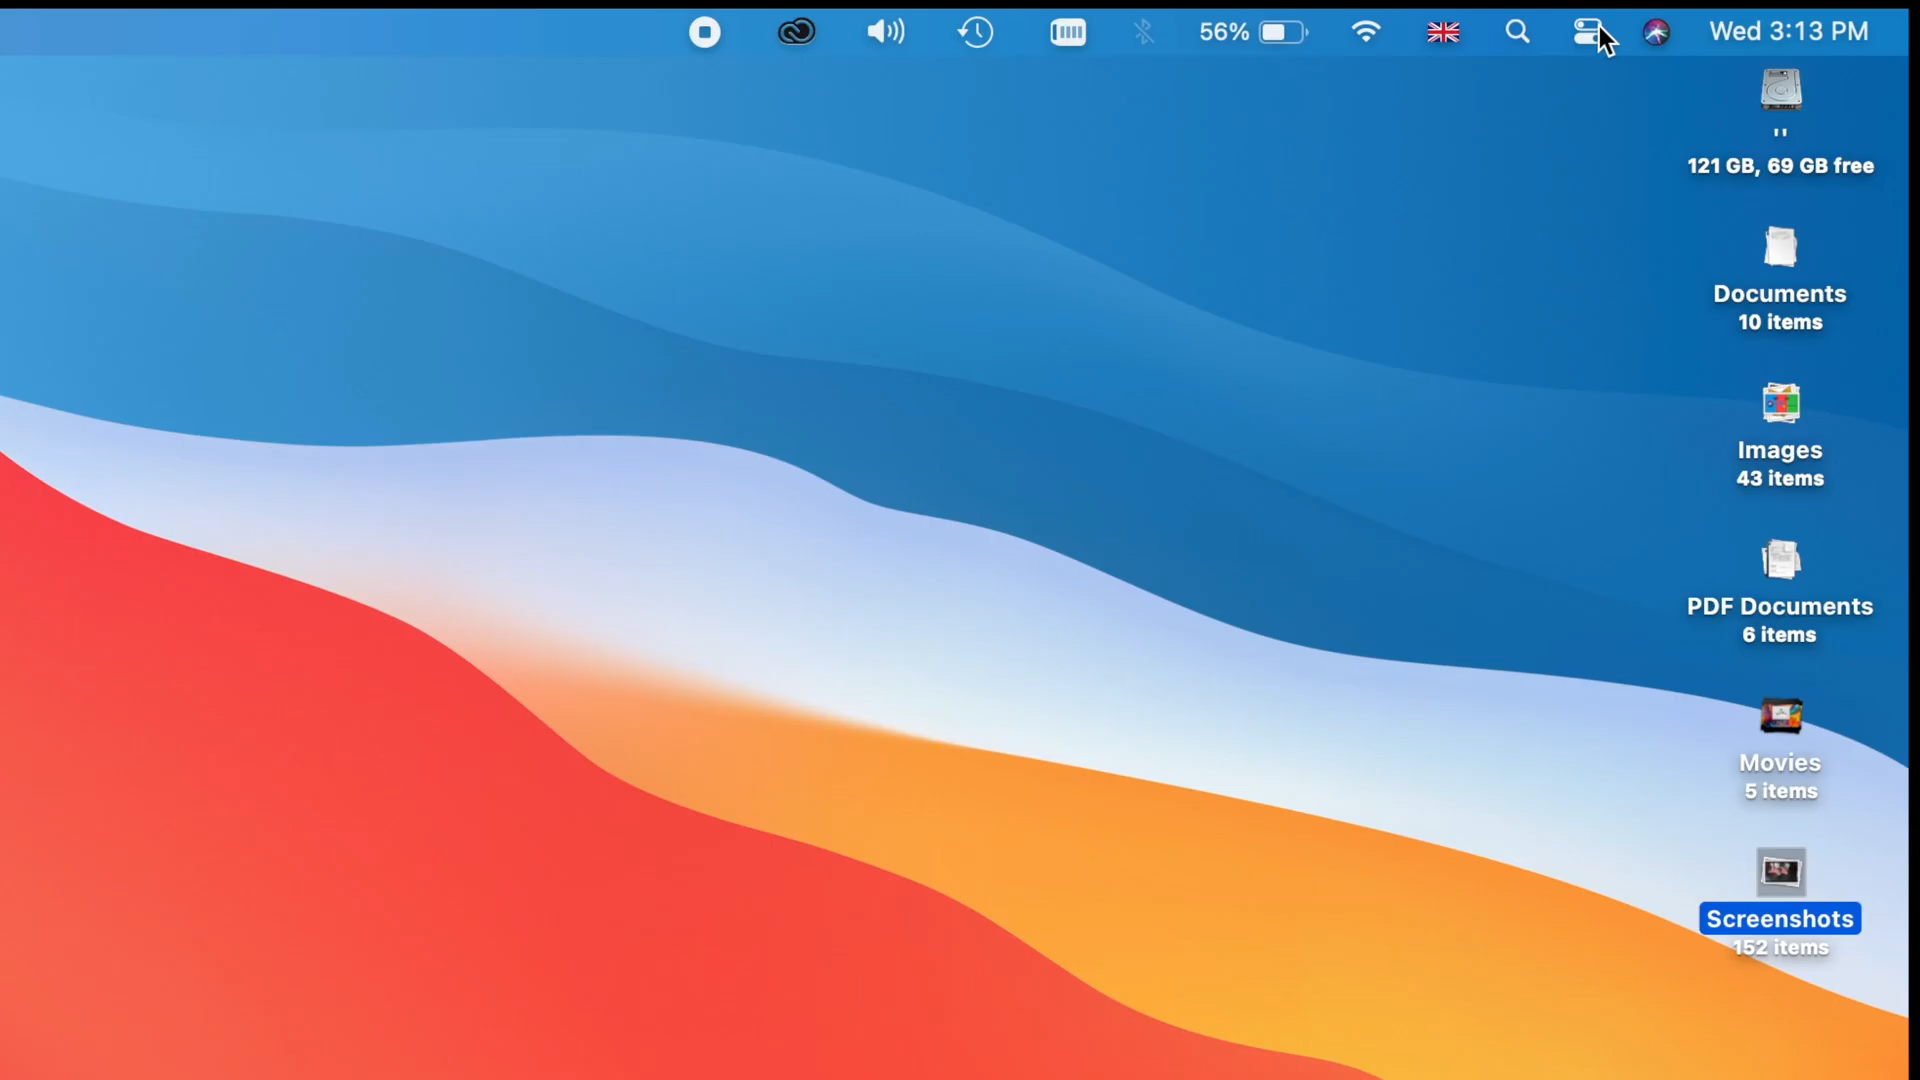 56%
Wed 3:13 PM
''
121 GB, 69 GB free
Documents
10 items
Images
43 items
PDF Documents
6 items
Movies
5 items
Screenshots
152 items